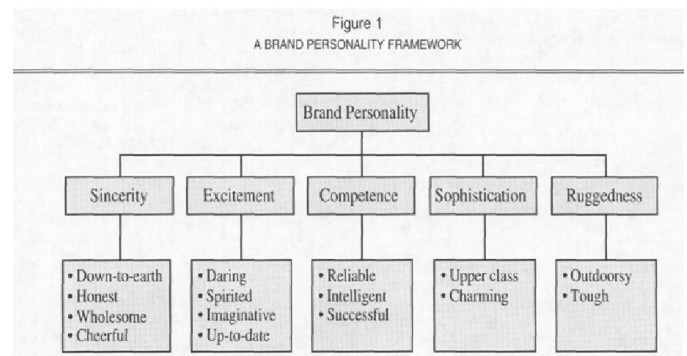 Figure 1
A BRAND PERSONALITY FRAMEWORK
Brand Personality
Sincerity
Excitement
Competence
Sophistication
Ruggedness
• Down-to-earth
• Honest
• Wholesome
• Cheerful
• Daring
• Spirited
• Imaginative
• Up-to-date
• Reliable
• Intelligent
• Successful
• Upper class
• Charming
• Outdoorsy
• Tough